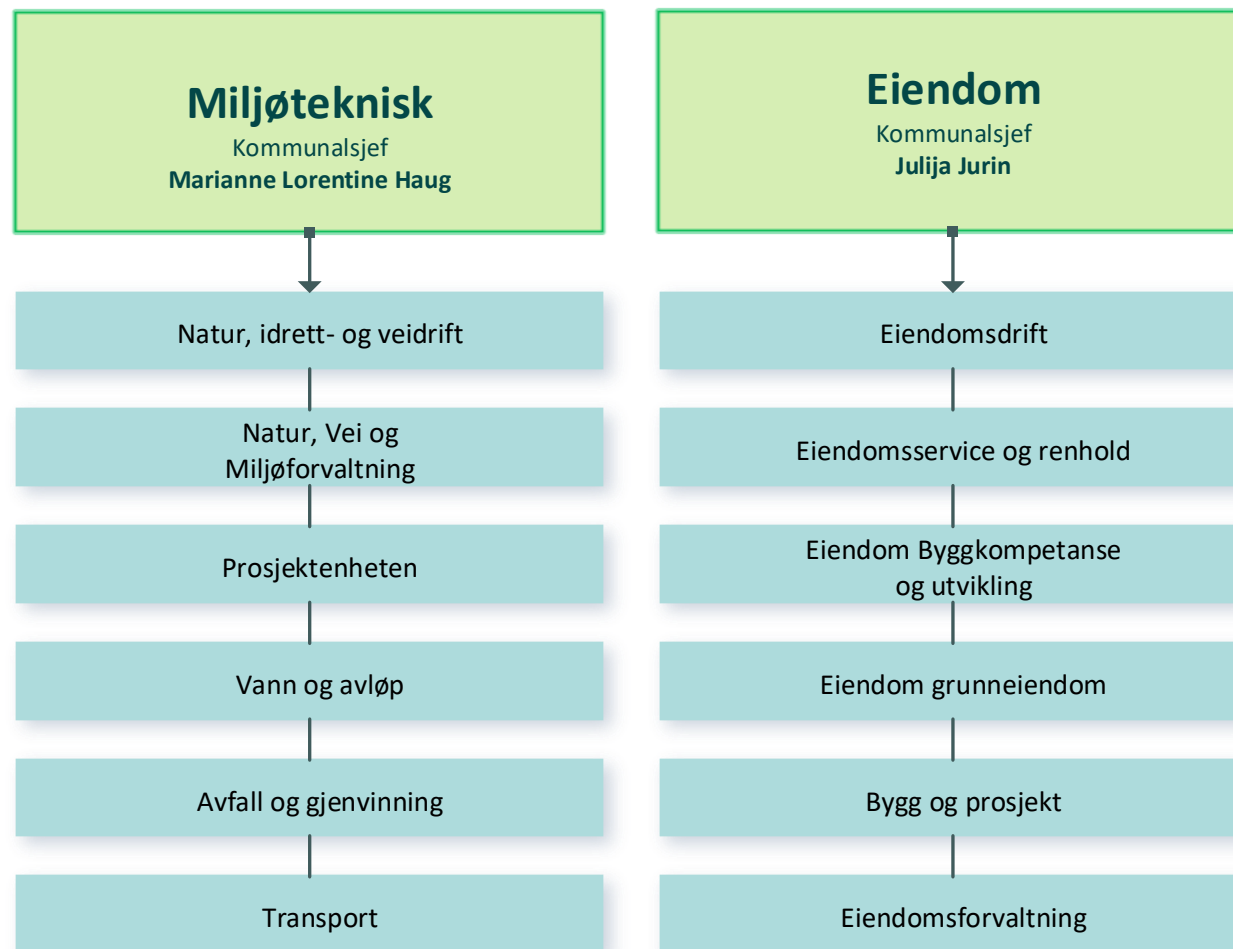 Miljøteknisk
Kommunalsjef
Marianne Lorentine Haug
Natur, idrett- og veidrift
Natur, Vei og
Miljøforvaltning
Prosjektenheten
Vann og avløp
Avfall og gjenvinning
Transport
Eiendom
Kommunalsjef
Julija Jurin
Eiendomsdrift
Eiendomsservice og renhold
Eiendom Byggkompetanse
og utvikling
Eiendom grunneiendom
Bygg og prosjekt
Eiendomsforvaltning